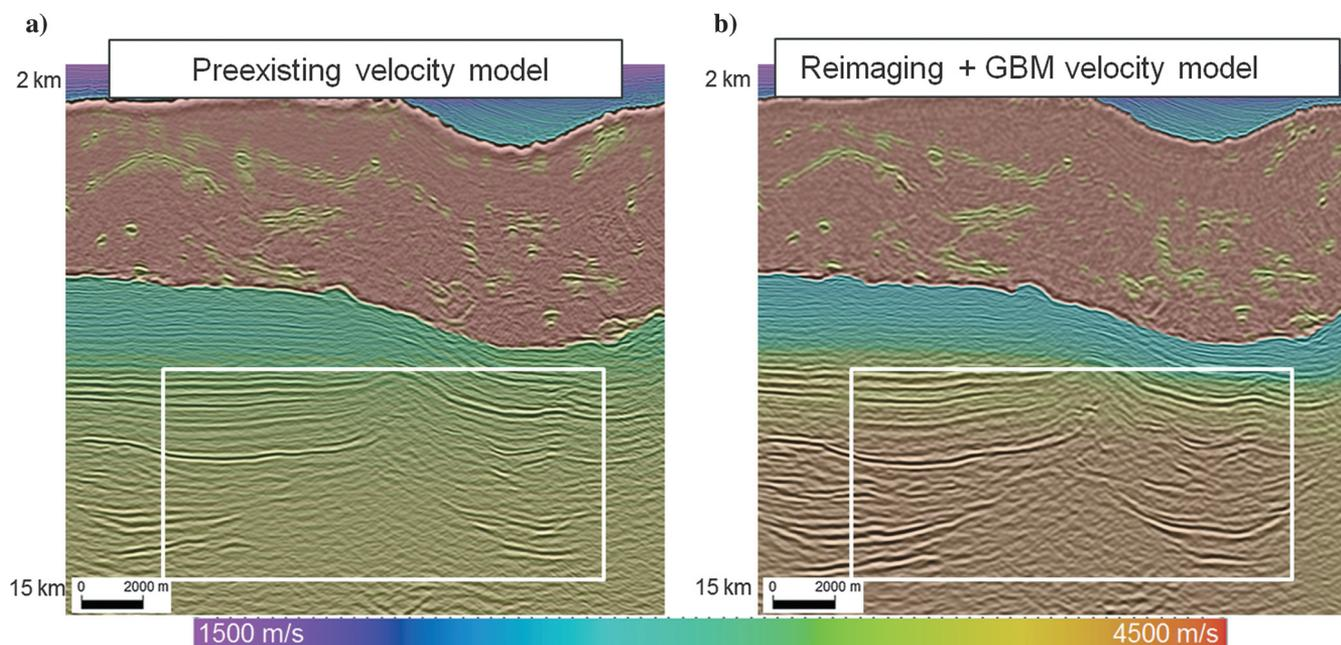 a)
b)
Preexisting velocity model
Reimaging + GBM velocity model
2 km
2 km
15 km
0 2000 m
15 km
0 2000 m
1500 m/s
4500 m/s